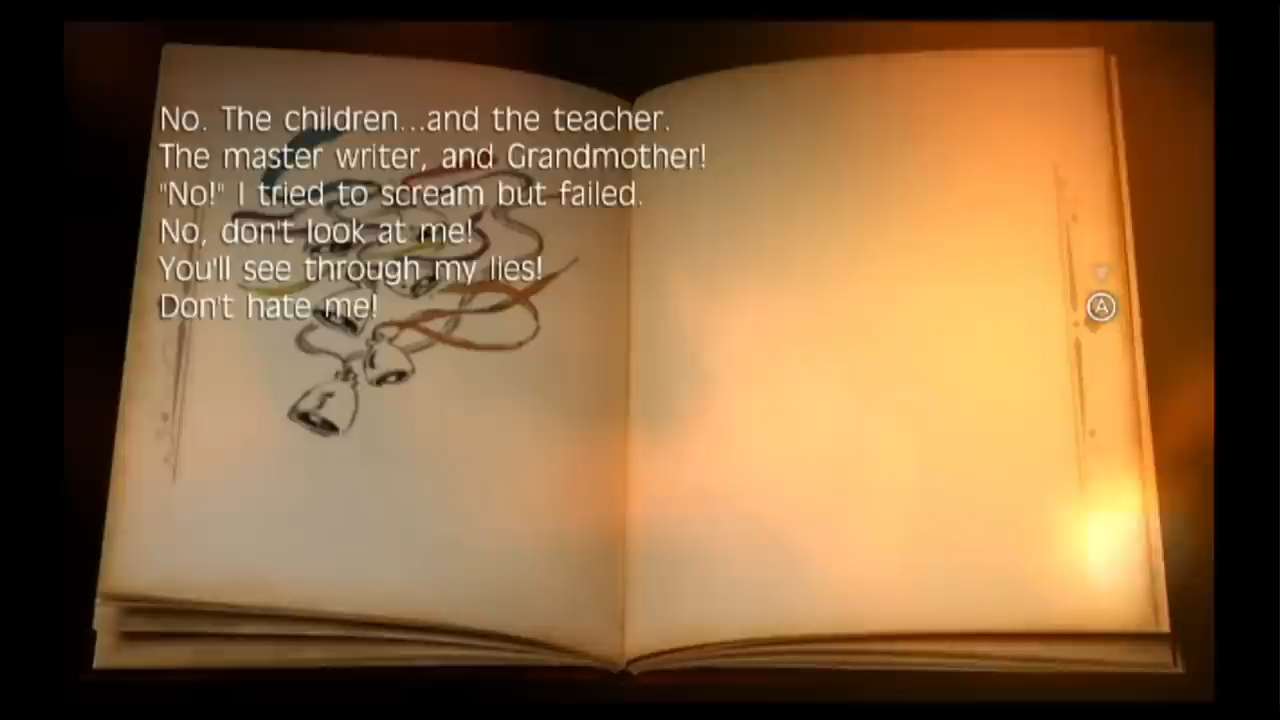 No. The children...and the teacher.
The master writer, and Grandmother!
"No!" I tried to scream but failed.
No, don't look at me!
You'll see through my lies!
Don't hate me!
A